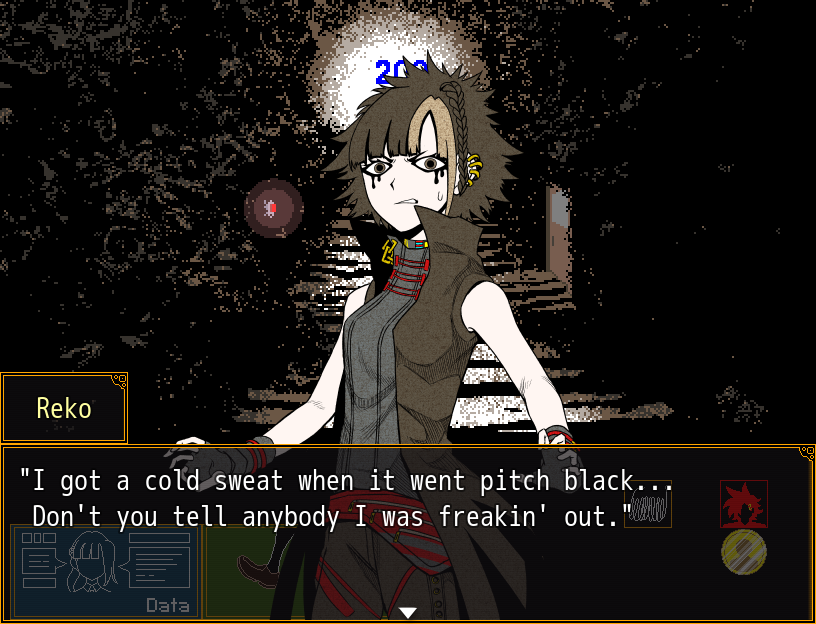 Reko
"I got a cold sweat when it went pitch black...
Don't you tell anybody I was freakin' out."
Data